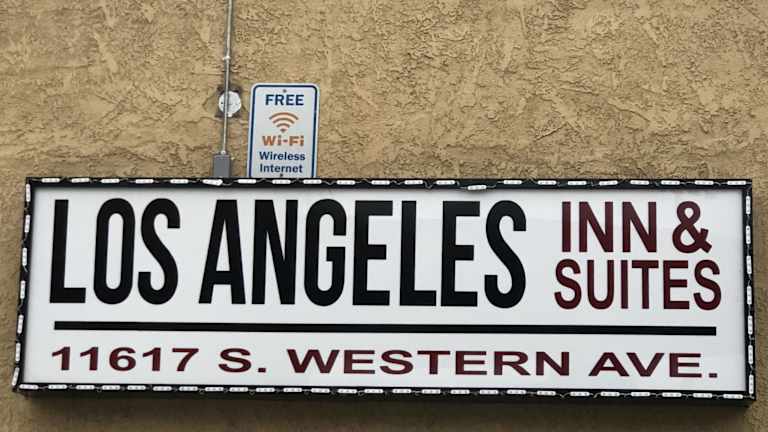 FREE
Wi-Fi
Wireless
Internet
LOS ANGELES INN &
SUITES
11617 S. WESTERN AVE.